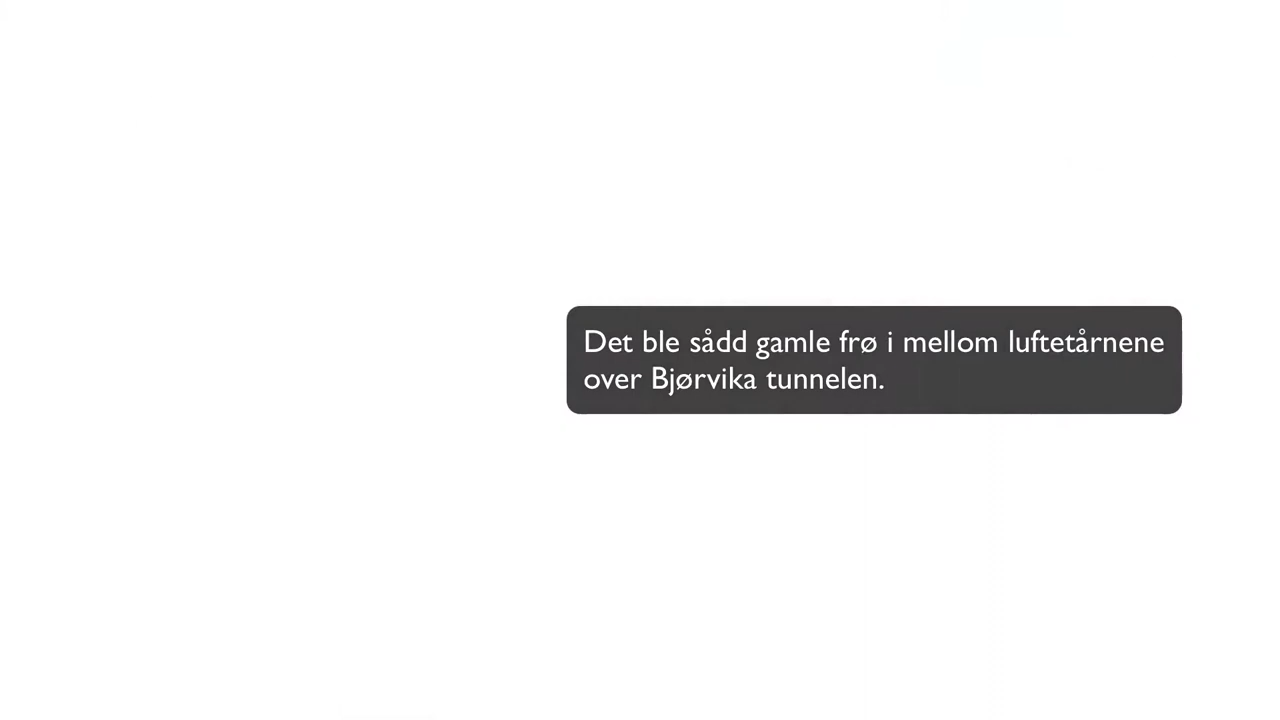 Det ble sådd gamle frø i mellom luftetårnene
over Bjørvika tunnelen.